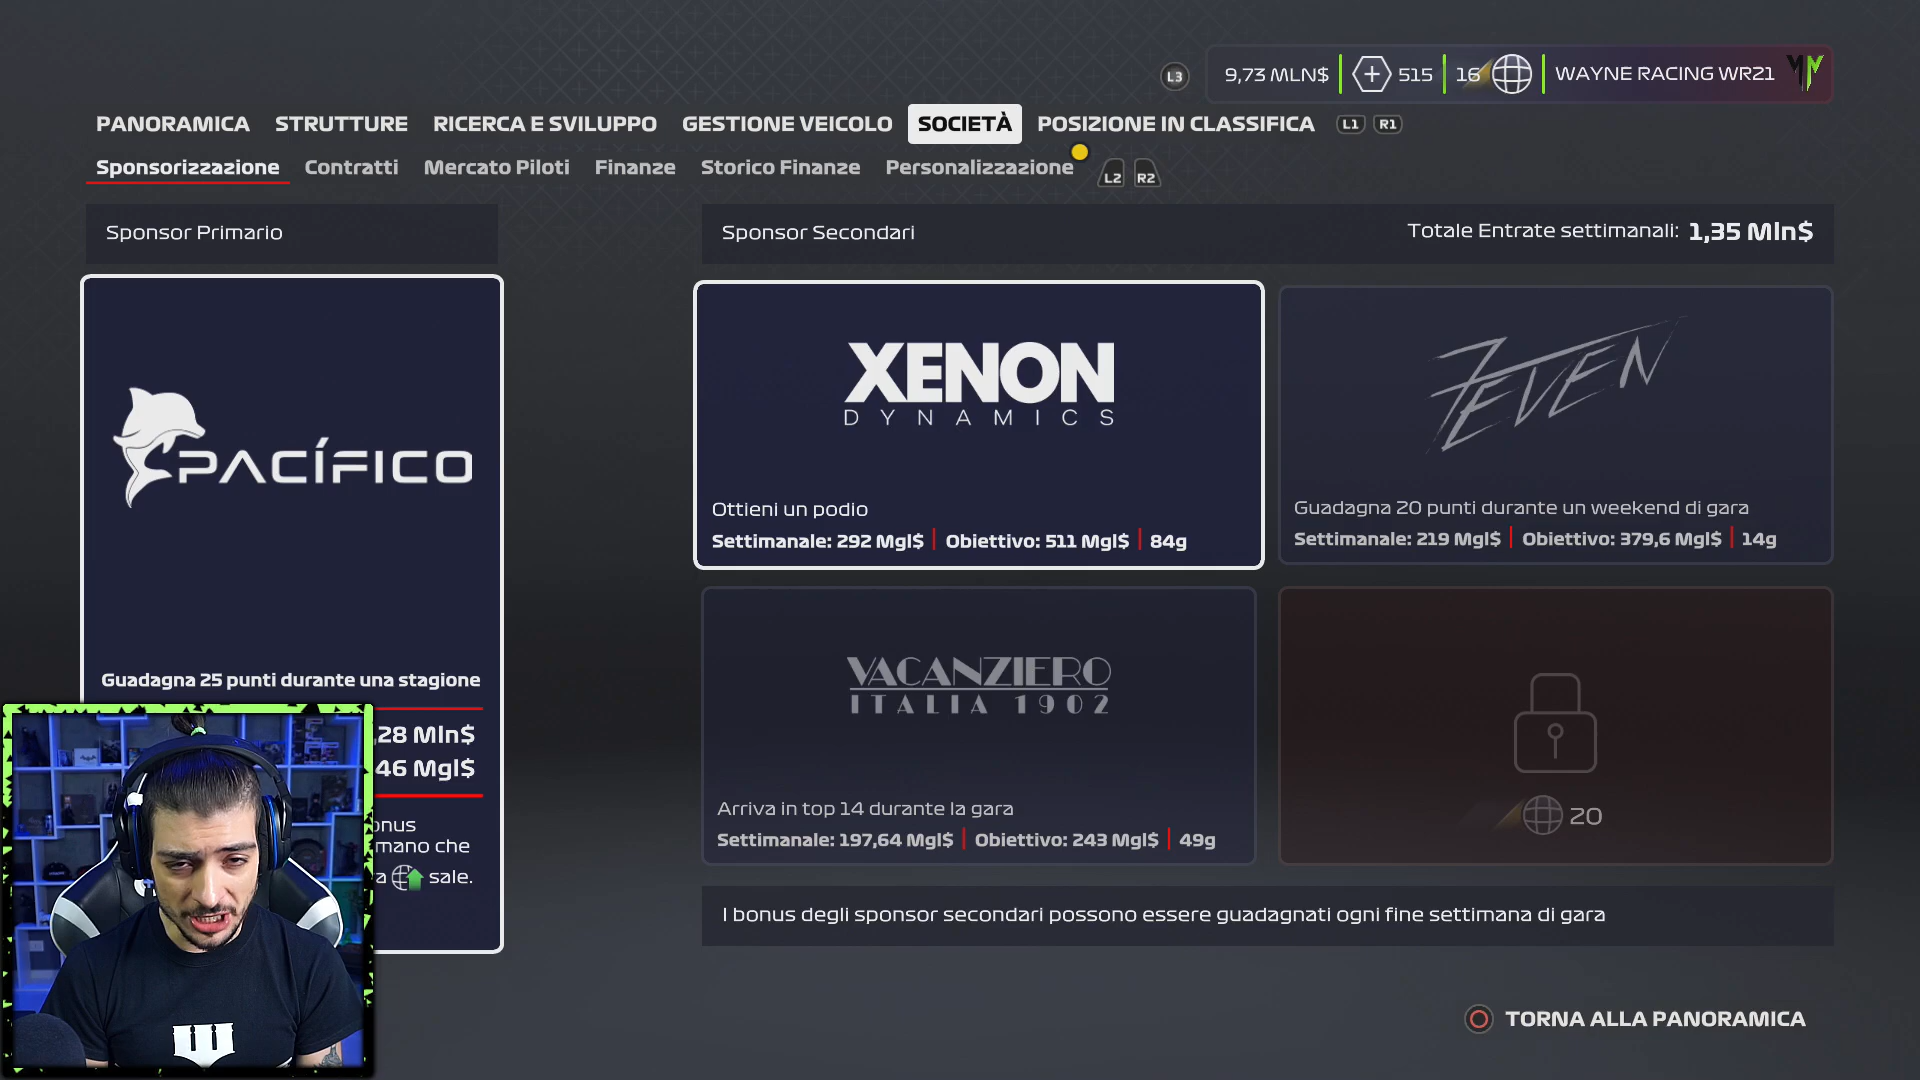 L3
9,73 MLN$ 515 16 WAYNE RACING WR21
PANORAMICA STRUTTURE RICERCA E SVILUPPO GESTIONE VEICOLO SOCIETÀ POSIZIONE IN CLASSIFICA L1 R1
Sponsorizzazione Contratti Mercato Piloti Finanze Storico Finanze Personalizzazione L2 R2
Sponsor Primario
PACÍFICO
Guadagna 25 punti durante una stagione
,28 Mln$
46 Mgl$
onus
mano che
a sale.
Sponsor Secondari
Totale Entrate settimanali: 1,35 Mln$
XENON
DYNAMICS
Ottieni un podio
Settimanale: 292 Mgl$ Obiettivo: 511 Mgl$ 84g
7EVEN
Guadagna 20 punti durante un weekend di gara
Settimanale: 219 Mgl$ Obiettivo: 379,6 Mgl$ 14g
VACANZIERO
ITALIA 1902
Arriva in top 14 durante la gara
Settimanale: 197,64 Mgl$ Obiettivo: 243 Mgl$ 49g
20
I bonus degli sponsor secondari possono essere guadagnati ogni fine settimana di gara
TORNA ALLA PANORAMICA